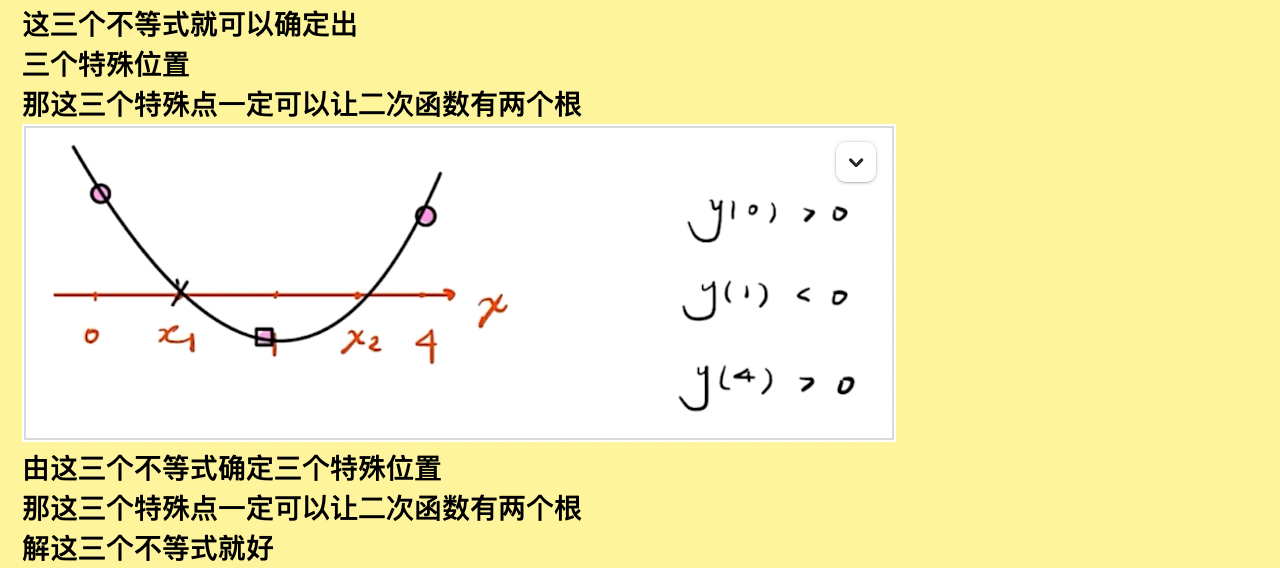 这三个不等式就可以确定出
三个特殊位置
那这三个特殊点一定可以让二次函数有两个根
y(0) > 0
y(1) < 0
0 x1 1 x2 4 x
y(4) > 0
由这三个不等式确定三个特殊位置
那这三个特殊点一定可以让二次函数有两个根
解这三个不等式就好